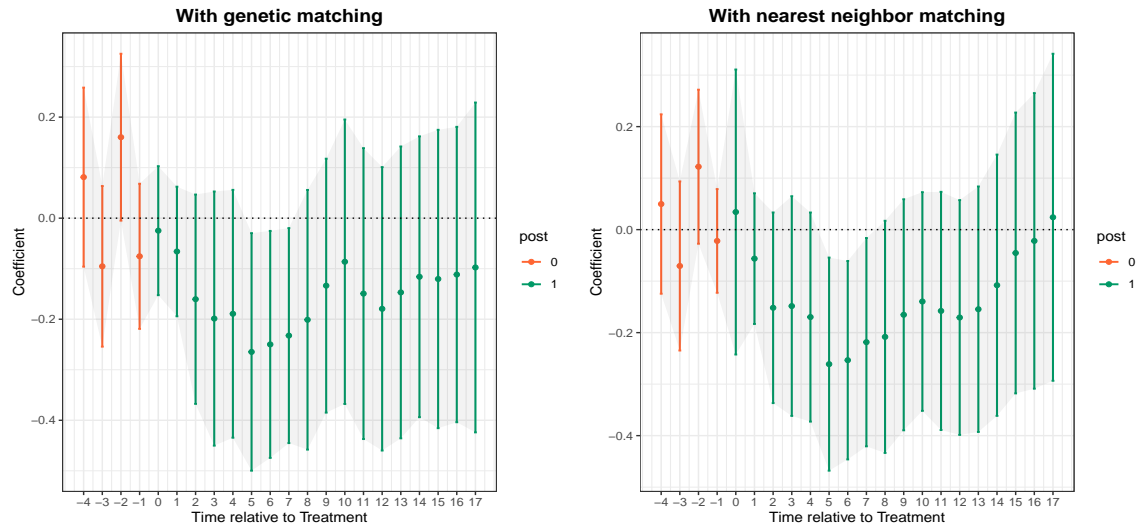 With genetic matching
0.2
0.0
−0.2
−0.4
Coefficient
−4 −3 −2 −1 0 1 2 3 4 5 6 7 8 9 10 11 12 13 14 15 16 17
Time relative to Treatment
post
0
1
With nearest neighbor matching
0.2
0.0
−0.2
−0.4
Coefficient
−4 −3 −2 −1 0 1 2 3 4 5 6 7 8 9 10 11 12 13 14 15 16 17
Time relative to Treatment
post
0
1